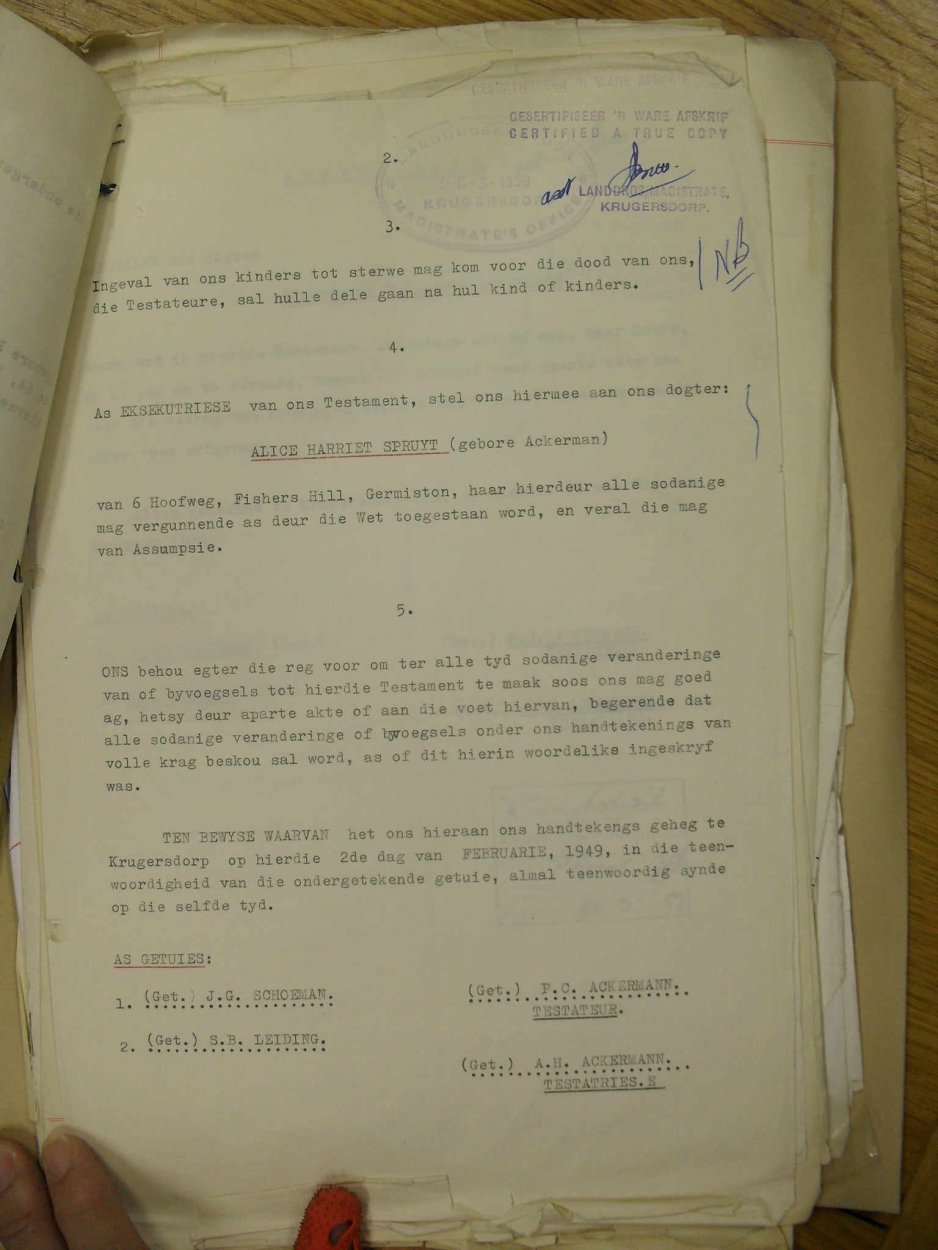 GESERTIFISEER 'N WARE AFSKRIF
CERTIFIED A TRUE COPY
2.
asst LANDDROS/MAGISTRATE,
KRUGERSDORP.
KRUGERSDORP
MAGISTRATE'S OFFICE
3.
Ingeval van ons kinders tot sterwe mag kom voor die dood van ons,
die Testateure, sal hulle dele gaan na hul kind of kinders.
NB
4.
As EKSEKUTRIESE van ons Testament, stel ons hiermee aan ons dogter:
ALICE HARRIET SPRUYT (gebore Ackerman)
van 6 Hoofweg, Fishers Hill, Germiston, haar hierdeur alle sodanige
mag vergunnende as deur die Wet toegestaan word, en veral die mag
van Assumpsie.
5.
ONS behou egter die reg voor om ter alle tyd sodanige veranderinge
van of byvoegsels tot hierdie Testament te maak soos ons mag goed
ag, hetsy deur aparte akte of aan die voet hiervan, begerende dat
alle sodanige veranderinge of bwoegsels onder ons handtekenings van
volle krag beskou sal word, as of dit hierin woordelike ingeskryf
was.
TEN BEWYSE WAARVAN het ons hieraan ons handtekengs geheg te
Krugersdorp op hierdie 2de dag van FEBRUARIE, 1949, in die teen-
woordigheid van die ondergetekende getuie, almal teenwoordig synde
op die selfde tyd.
AS GETUIES:
1. (Get.) J.G. SCHOEMAN.
(Get.) P.C. ACKERMANN.
TESTATEUR.
2. (Get.) S.B. LEIDING.
(Get.) A.H. ACKERMANN.
TESTATRIES.E